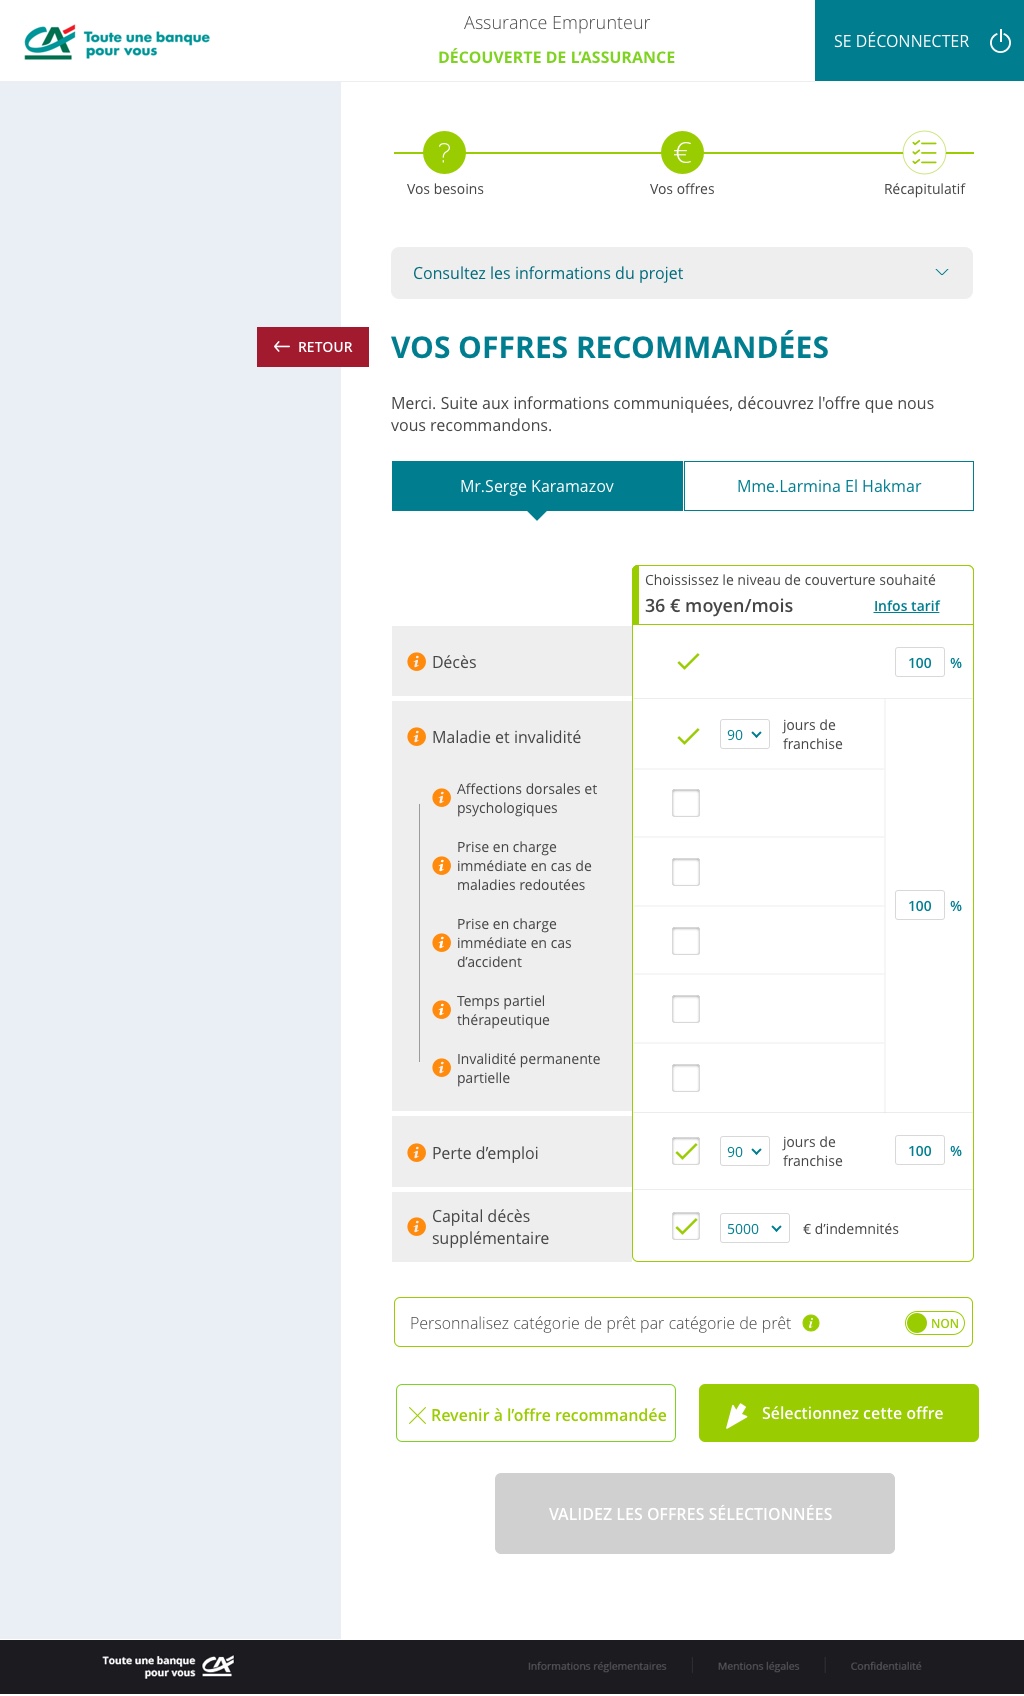 Toute une banque
pour vous
Assurance Emprunteur
DÉCOUVERTE DE L’ASSURANCE
SE DÉCONNECTER
?
€
Vos besoins
Vos offres
Récapitulatif
Consultez les informations du projet
RETOUR
VOS OFFRES RECOMMANDÉES
Merci. Suite aux informations communiquées, découvrez l'offre que nous
vous recommandons.
Mr.Serge Karamazov
Mme.Larmina El Hakmar
Choississez le niveau de couverture souhaité
36 € moyen/mois
Infos tarif
i Décès
100 %
i Maladie et invalidité
90
jours de
franchise
i Affections dorsales et
psychologiques
i Prise en charge
immédiate en cas de
maladies redoutées
100 %
i Prise en charge
immédiate en cas
d’accident
i Temps partiel
thérapeutique
i Invalidité permanente
partielle
i Perte d’emploi
90
jours de
franchise
100 %
i Capital décès
supplémentaire
5000
€ d’indemnités
Personnalisez catégorie de prêt par catégorie de prêt i
NON
Revenir à l’offre recommandée
Sélectionnez cette offre
VALIDEZ LES OFFRES SÉLECTIONNÉES
Toute une banque
pour vous
CA
Informations réglementaires
Mentions légales
Confidentialité